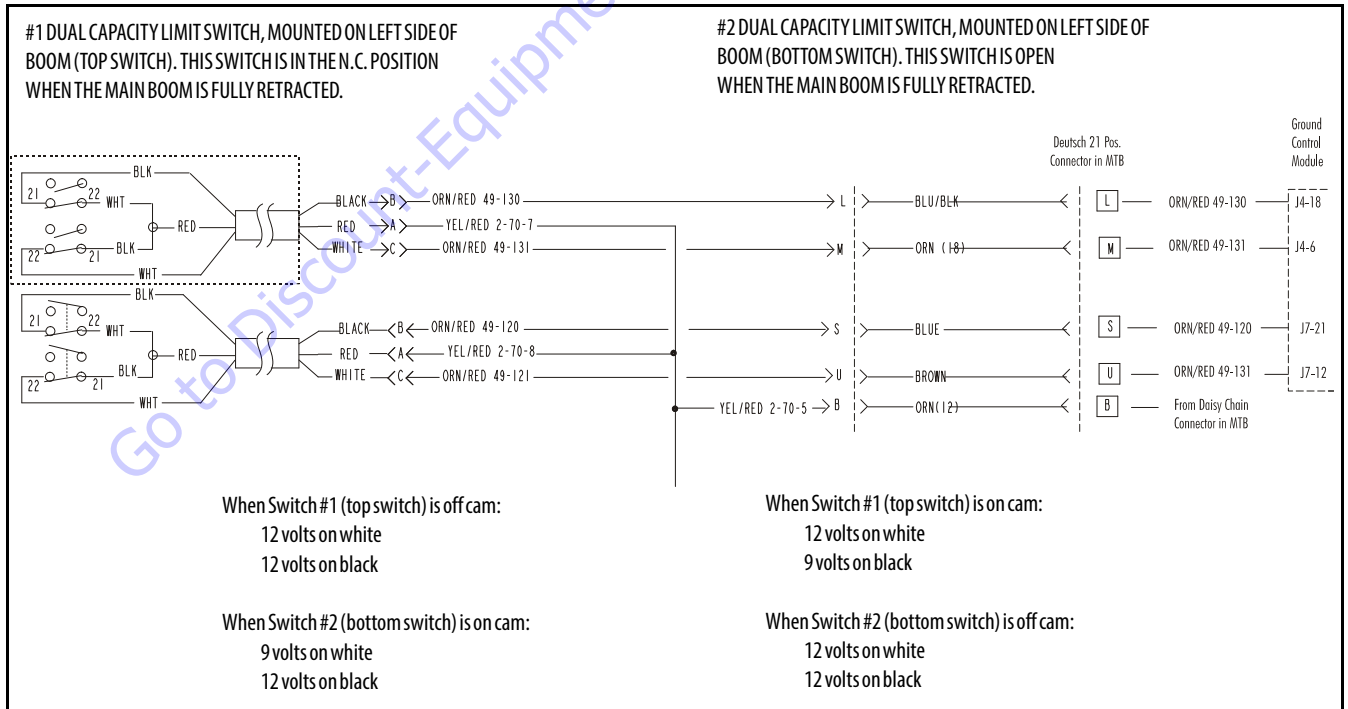 #1 DUAL CAPACITY LIMIT SWITCH, MOUNTED ON LEFT SIDE OF
BOOM (TOP SWITCH). THIS SWITCH IS IN THE N.C. POSITION
WHEN THE MAIN BOOM IS FULLY RETRACTED.
#2 DUAL CAPACITY LIMIT SWITCH, MOUNTED ON LEFT SIDE OF
BOOM (BOTTOM SWITCH). THIS SWITCH IS OPEN
WHEN THE MAIN BOOM IS FULLY RETRACTED.
Deutsch 21 Pos.
Connector in MTB
Ground
Control
Module
BLK
21 22 WHT
RED
22 21 BLK
WHT
BLACK B ORN/RED 49-130 L BLU/BLK L ORN/RED 49-130 J4-18
RED A YEL/RED 2-70-7
WHITE C ORN/RED 49-131 M ORN (18) M ORN/RED 49-131 J4-6
BLK
21 22 WHT
RED
BLK
22 21
WHT
BLACK B ORN/RED 49-120 S BLUE S ORN/RED 49-120 J7-21
RED A YEL/RED 2-70-8
WHITE C ORN/RED 49-121 U BROWN U ORN/RED 49-131 J7-12
YEL/RED 2-70-5 B ORN(12) B From Daisy Chain
Connector in MTB
When Switch #1 (top switch) is off cam:
12 volts on white
12 volts on black
When Switch #1 (top switch) is on cam:
12 volts on white
9 volts on black
When Switch #2 (bottom switch) is on cam:
9 volts on white
12 volts on black
When Switch #2 (bottom switch) is off cam:
12 volts on white
12 volts on black
Go to Discount-Equipme